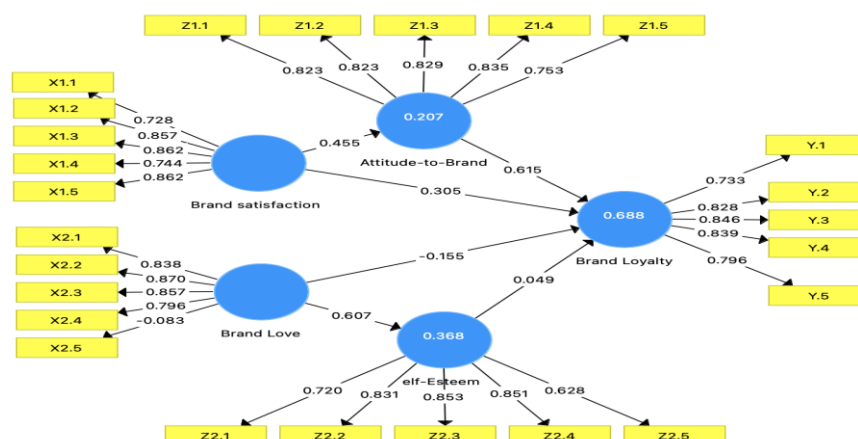 Z1.1
Z1.2
Z1.3
Z1.4
Z1.5
0.823
0.823
0.829
0.835
0.753
X1.1
X1.2
X1.3
X1.4
X1.5
0.728
0.857
0.862
0.744
0.862
Brand satisfaction
0.455
0.207
Attitude-to-Brand
0.615
0.305
0.688
Brand Loyalty
0.733
0.828
0.846
0.839
0.796
Y.1
Y.2
Y.3
Y.4
Y.5
X2.1
X2.2
X2.3
X2.4
X2.5
0.838
0.870
0.857
0.796
-0.083
Brand Love
-0.155
0.607
0.049
0.368
elf-Esteem
0.720
0.831
0.853
0.851
0.628
Z2.1
Z2.2
Z2.3
Z2.4
Z2.5